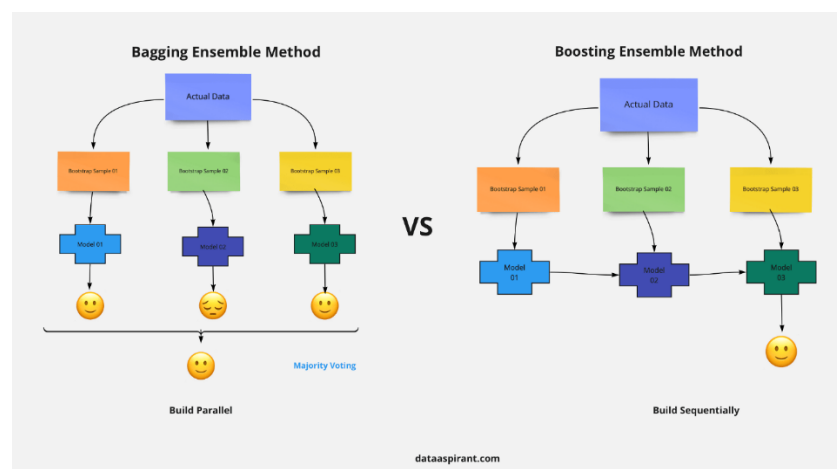 Bagging Ensemble Method
Actual Data
Bootstrap Sample 01
Bootstrap Sample 02
Bootstrap Sample 03
Model 01
Model 02
Model 03
Majority Voting
Build Parallel
VS
Boosting Ensemble Method
Actual Data
Bootstrap Sample 01
Bootstrap Sample 02
Bootstrap Sample 03
Model
01
Model
02
Model
03
Build Sequentially
dataaspirant.com